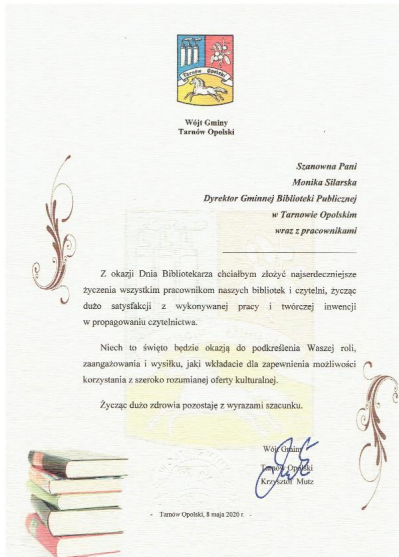 Tarnów Opolski
Wójt Gminy
Tarnów Opolski
Szanowna Pani
Monika Silarska
Dyrektor Gminnej Biblioteki Publicznej
w Tarnowie Opolskim
wraz z pracownikami
Z okazji Dnia Bibliotekarza chciałbym złożyć najserdeczniejsze
życzenia wszystkim pracownikom naszych bibliotek i czytelni, życząc
dużo satysfakcji z wykonywanej pracy i twórczej inwencji
w propagowaniu czytelnictwa.
Niech to święto będzie okazją do podkreślenia Waszej roli,
zaangażowania i wysiłku, jaki wkładacie dla zapewnienia możliwości
korzystania z szeroko rozumianej oferty kulturalnej.
Życząc dużo zdrowia pozostaję z wyrazami szacunku.
Wójt Gminy
Tarnów Opolski
Krzysztof Mutz
- Tarnów Opolski, 8 maja 2020 r. -